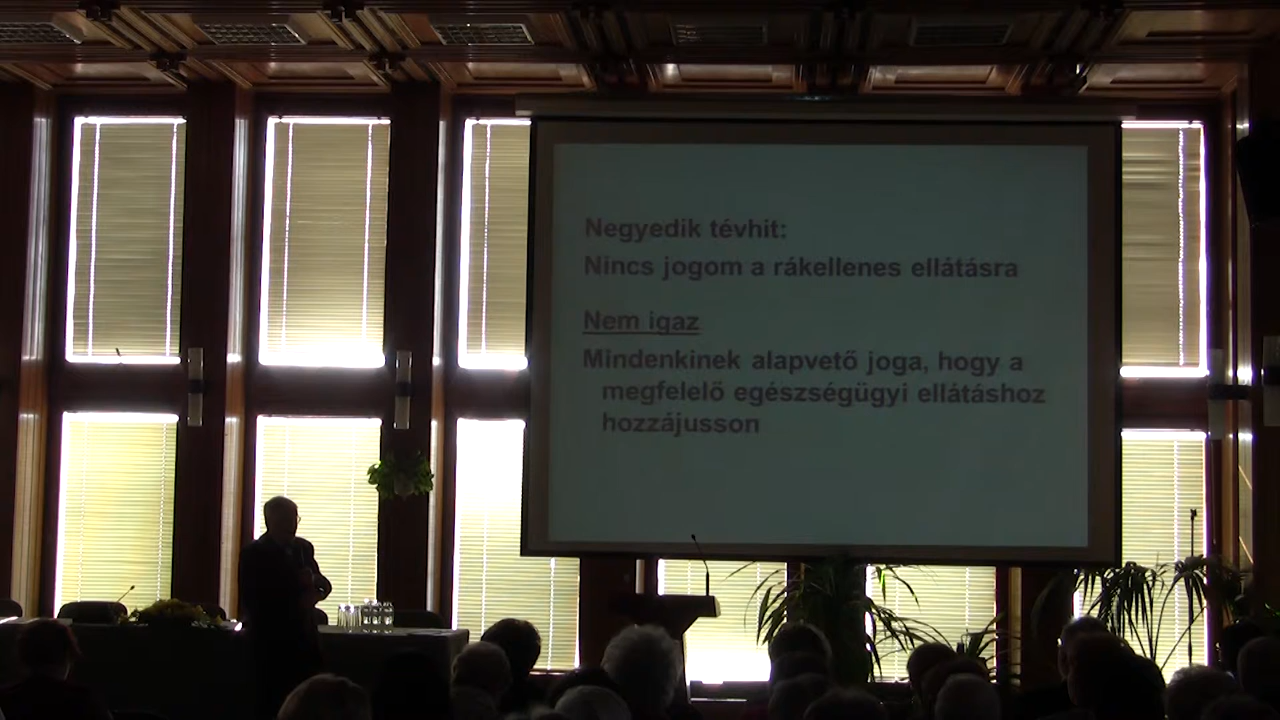 Negyedik tévhit:
Nincs jogom a rákellenes ellátásra
Nem igaz
Mindenkinek alapvető joga, hogy a
megfelelő egészségügyi ellátáshoz
hozzájusson